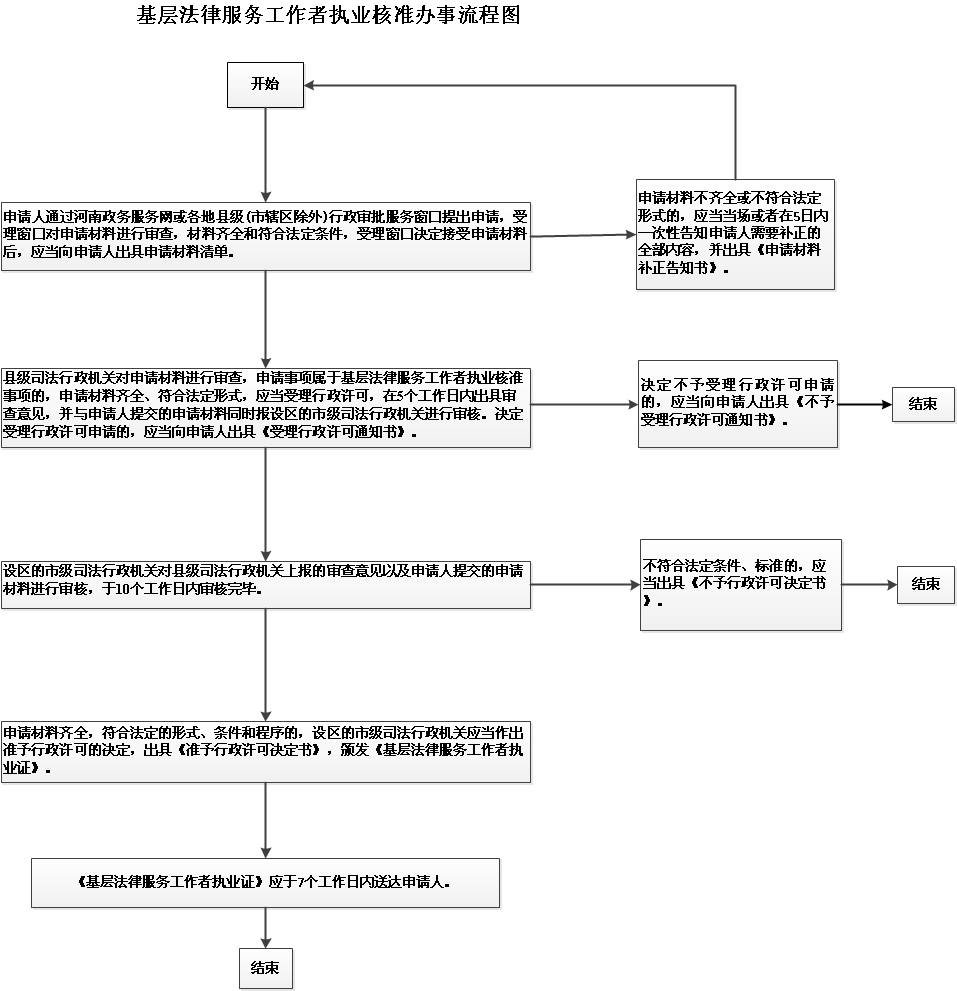 基层法律服务工作者执业核准办事流程图
开始
申请人通过河南政务服务网或各地县级(市辖区除外)行政审批服务窗口提出申请，受
理窗口对申请材料进行审查，材料齐全和符合法定条件，受理窗口决定接受申请材料
后，应当向申请人出具申请材料清单。
申请材料不齐全或不符合法定
形式的，应当当场或者在5日内
一次性告知申请人需要补正的
全部内容，并出具《申请材料
补正告知书》。
县级司法行政机关对申请材料进行审查，申请事项属于基层法律服务工作者执业核准
事项的，申请材料齐全、符合法定形式，应当受理行政许可，在5个工作日内出具审
查意见，并与申请人提交的申请材料同时报设区的市级司法行政机关进行审核。决定
受理行政许可申请的，应当向申请人出具《受理行政许可通知书》。
决定不予受理行政许可申请
的，应当向申请人出具《不予
受理行政许可通知书》。
结束
设区的市级司法行政机关对县级司法行政机关上报的审查意见以及申请人提交的申请
材料进行审核，于10个工作日内审核完毕。
不符合法定条件、标准的，应
当出具《不予行政许可决定书
》。
结束
申请材料齐全，符合法定的形式、条件和程序的，设区的市级司法行政机关应当作出
准予行政许可的决定，出具《准予行政许可决定书》，颁发《基层法律服务工作者执
业证》。
《基层法律服务工作者执业证》应于7个工作日内送达申请人。
结束